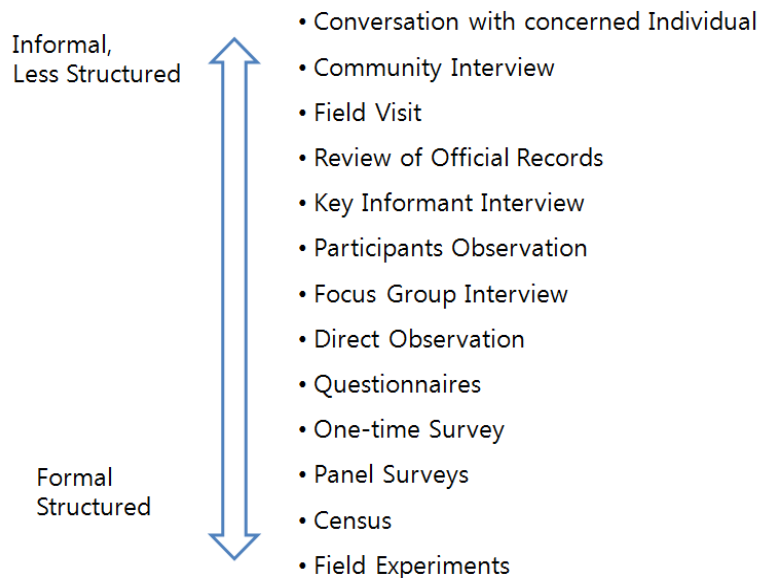 Informal,
Less Structured
• Conversation with concerned Individual
• Community Interview
• Field Visit
• Review of Official Records
• Key Informant Interview
• Participants Observation
• Focus Group Interview
• Direct Observation
• Questionnaires
• One-time Survey
• Panel Surveys
• Census
• Field Experiments
Formal
Structured